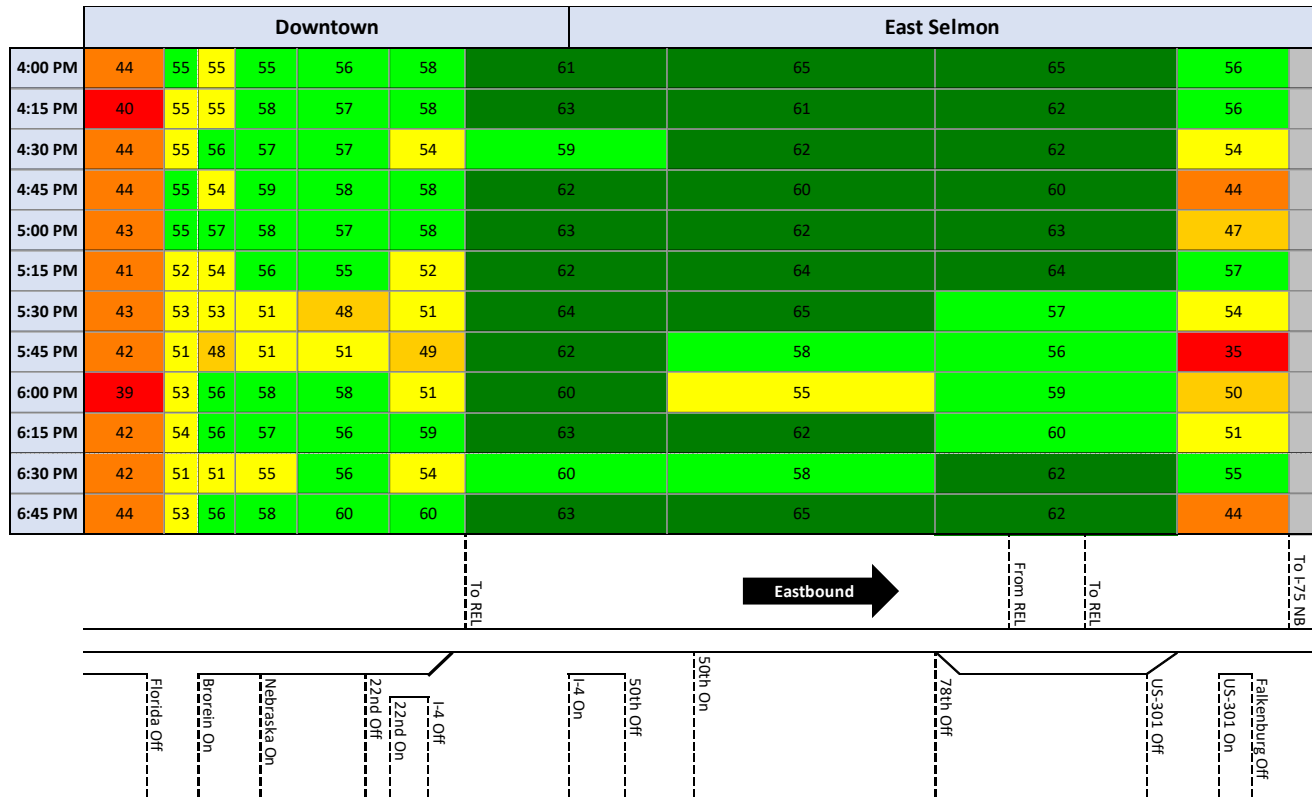 Downtown East Selmon
4:00 PM 44 55 55 55 56 58 61 65 65 56
4:15 PM 40 55 55 58 57 58 63 61 62 56
4:30 PM 44 55 56 57 57 54 59 62 62 54
4:45 PM 44 55 54 59 58 58 62 60 60 44
5:00 PM 43 55 57 58 57 58 63 62 63 47
5:15 PM 41 52 54 56 55 52 62 64 64 57
5:30 PM 43 53 53 51 48 51 64 65 57 54
5:45 PM 42 51 48 51 51 49 62 58 56 35
6:00 PM 39 53 56 58 58 51 60 55 59 50
6:15 PM 42 54 56 57 56 59 63 62 60 51
6:30 PM 42 51 51 55 56 54 60 58 62 55
6:45 PM 44 53 56 58 60 60 63 65 62 44
To REL
Eastbound
From REL
To REL
To I-75 NB
Florida Off
Brorein On
Nebraska On
22nd Off
22nd On
I-4 Off
I-4 On
50th Off
50th On
78th Off
US-301 Off
US-301 On
Falkenburg Off